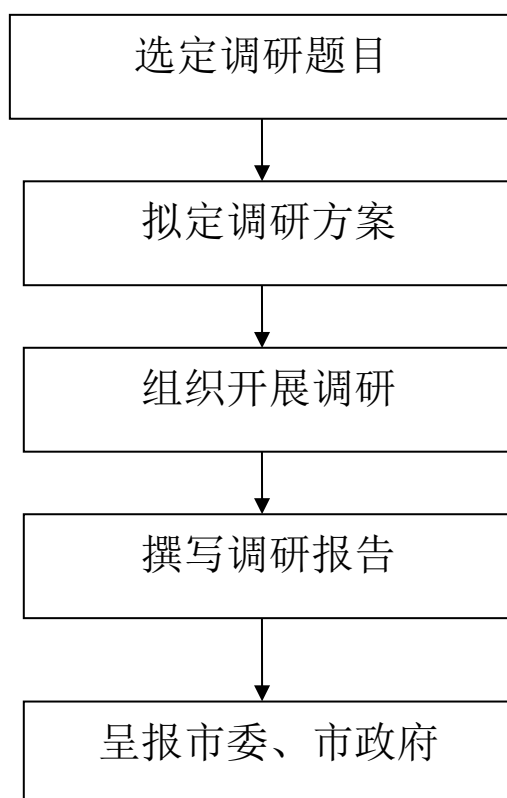 选定调研题目
拟定调研方案
组织开展调研
撰写调研报告
呈报市委、市政府